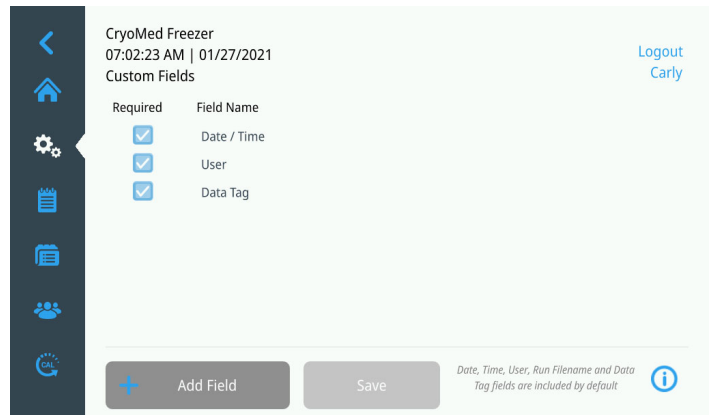 CryoMed Freezer
07:02:23 AM | 01/27/2021
Custom Fields
Logout
Carly
Required Field Name
Date / Time
User
Data Tag
CAL
Add Field
Save
Date, Time, User, Run Filename and Data
Tag fields are included by default